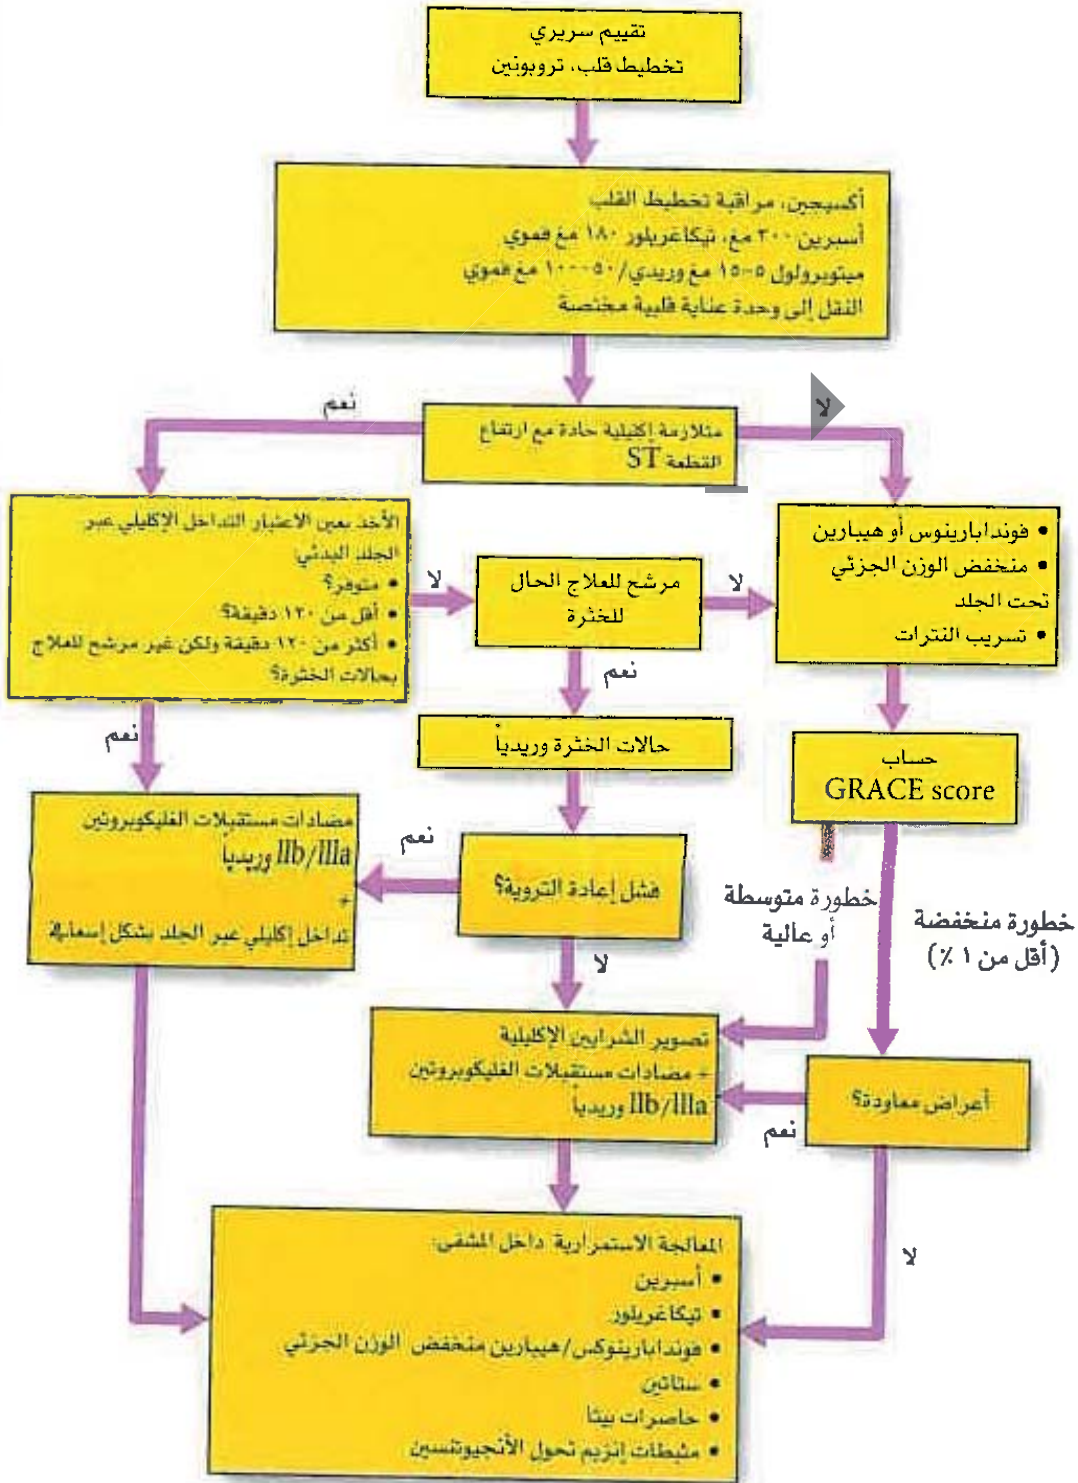 تقييم سريري
تخطيط قلب، تروبونين
أكسيجين، مراقبة تخطيط القلب
أسبرين ٣٠٠ مغ، تيكاغريلور ١٨٠ مغ فموي
ميتوبرولول ٥-١٥ مغ وريدي/٥٠-١٠٠ مغ فموي
النقل إلى وحدة عناية قلبية مختصة
نعم
متلازمة إكليلية حادة مع ارتفاع
القطعة ST
لا
الأخذ بعين الاعتبار التداخل الإكليلي عبر
الجلد البدئي:
• متوفر؟
• أقل من ١٢٠ دقيقة؟
• أكثر من ١٢٠ دقيقة ولكن غير مرشح للعلاج
بحالات الخثرة؟
لا
مرشح للعلاج الحال
للخثرة
لا
• فوندابارينوس أو هيبارين
• منخفض الوزن الجزئي
تحت الجلد
• تسريب النترات
نعم
حالات الخثرة وريدياً
نعم
حساب
GRACE score
مضادات مستقبلات الغليكوبروتين
IIb/IIIa وريدياً
+
تداخل إكليلي عبر الجلد بشكل إسعافي
نعم
فشل إعادة التروية؟
لا
خطورة متوسطة
أو عالية
خطورة منخفضة
(أقل من ١ ٪)
تصوير الشرايين الإكليلية
+ مضادات مستقبلات الغليكوبروتين
IIb/IIIa وريدياً
أعراض معاودة؟
نعم
لا
المعالجة الاستمرارية داخل المشفى:
• أسبرين
• تيكاغريلور
• فوندابارينوكس/هيبارين منخفض الوزن الجزئي
• ستاتين
• حاصرات بيتا
• مثبطات إنزيم تحول الأنجيوتنسين